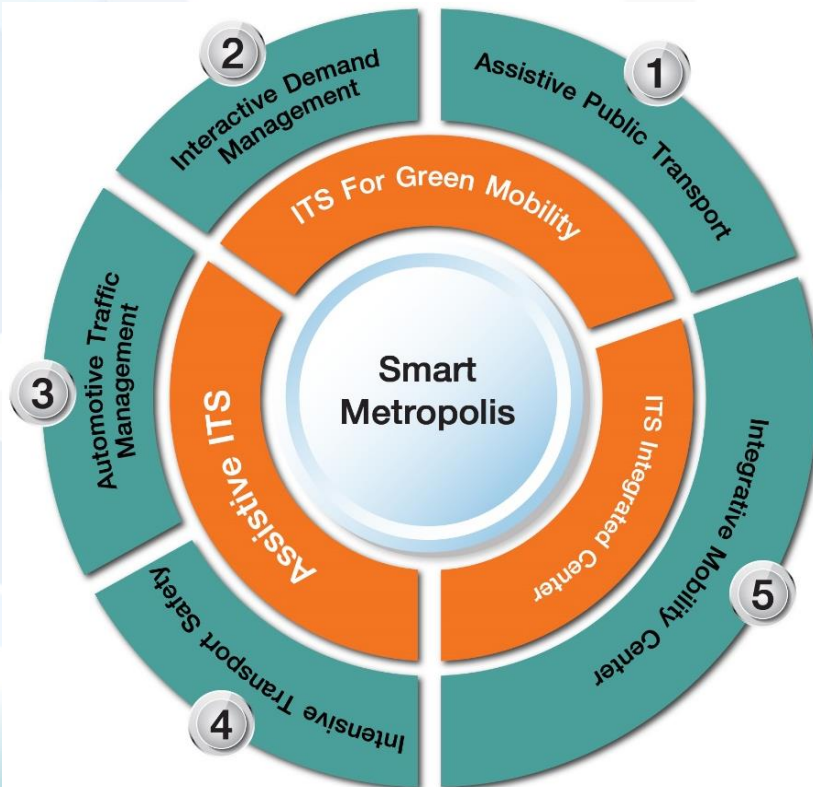 1
Assistive Public Transport
2
Interactive Demand
Management
3
Automotive Traffic
Management
4
Intensive Transport Safety
5
Integrative Mobility Center
ITS For Green Mobility
Assistive ITS
ITS Integrated Center
Smart
Metropolis